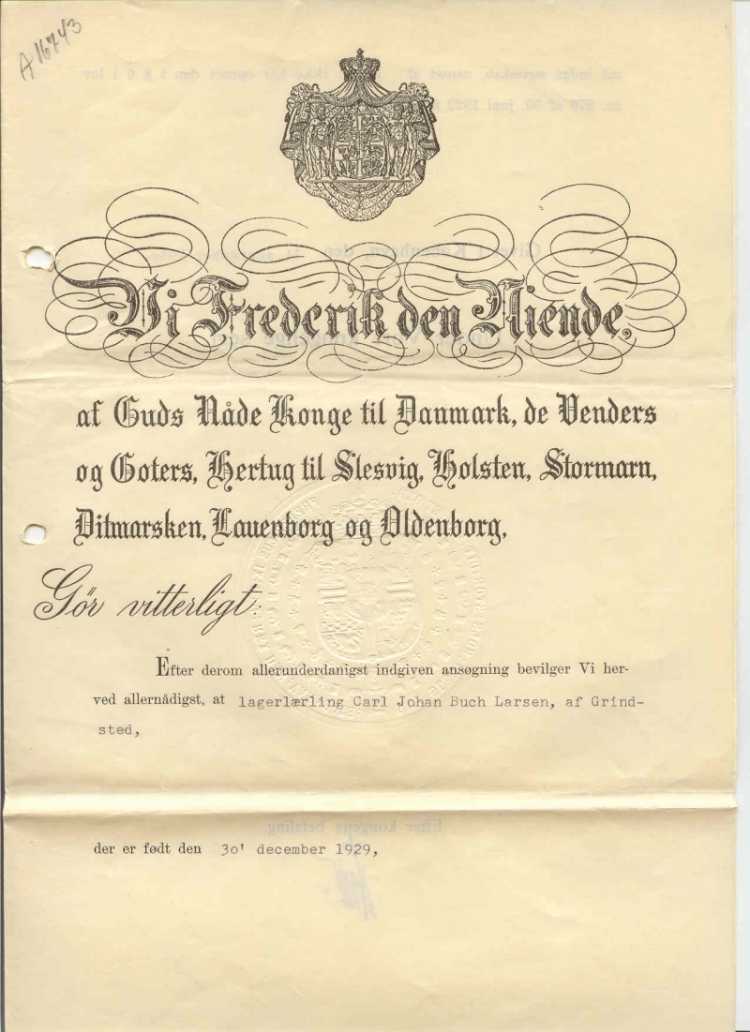 A 16743
Vi Frederik den Niende,
af Guds Nåde Konge til Danmark, de Venders
og Goters, Hertug til Slesvig, Holsten, Stormarn,
Ditmarsken, Lauenborg og Oldenborg,
Gör vitterligt:
Efter derom allerunderdanigst indgiven ansøgning bevilger Vi her-
ved allernådigst, at lagerlærling Carl Johan Buch Larsen, af Grind-
sted,
der er født den 30' december 1929,